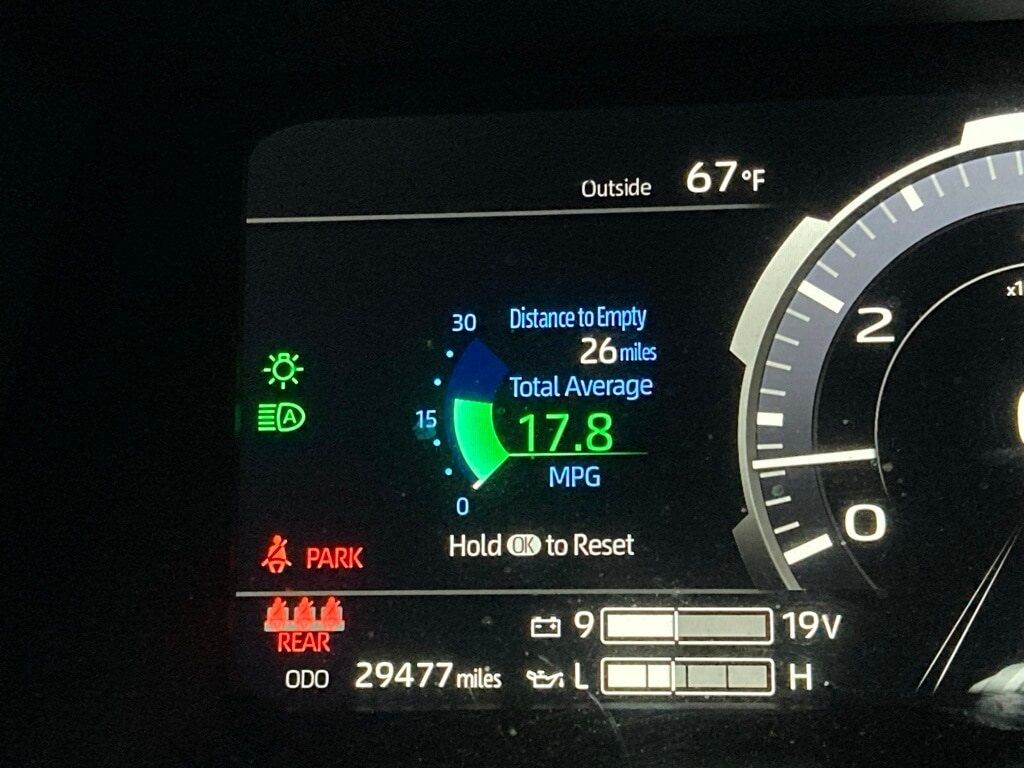 Outside 67°F
30
Distance to Empty
26 miles
Total Average
15
17.8
MPG
0
Hold OK to Reset
A
PARK
REAR
ODO 29477 miles
9 19V
L H
2
0
x1